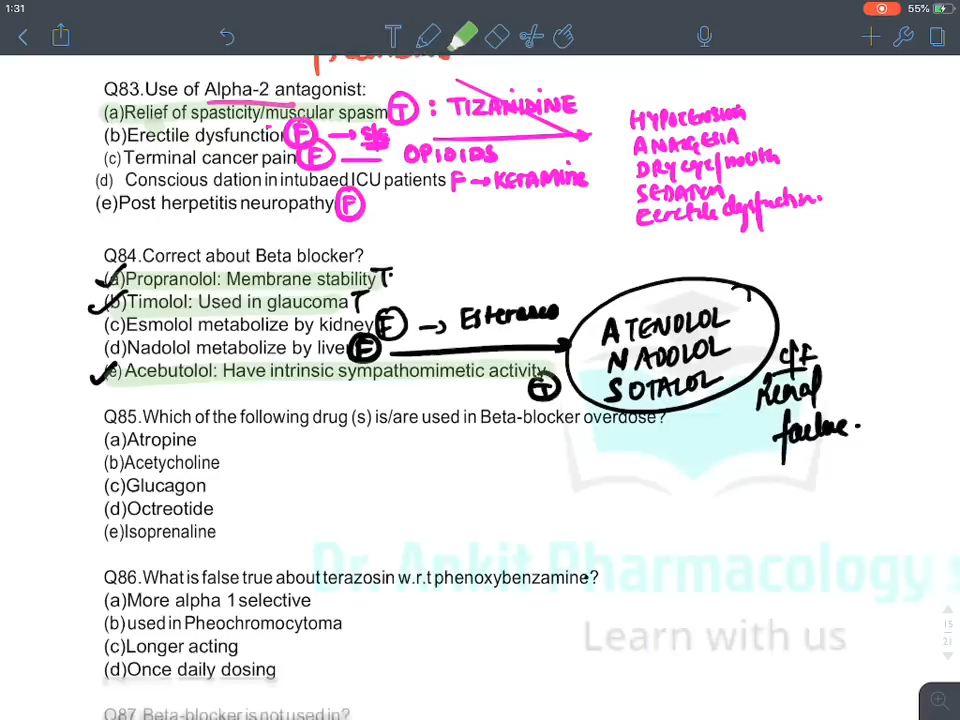 1:31
55%
Q83.Use of Alpha-2 antagonist:
(a)Relief of spasticity/muscular spasm T : TIZANIDINE
(b)Erectile dysfunction F →
(c)Terminal cancer pain F — OPIOIDS
(d) Conscious dation in intubaed ICU patients F → KETAMINE
(e)Post herpetitis neuropathy F
HYPOTENSION
ANALGESIA
DRY eye/mouth
SEDATION
Erectile dysfunction.
Q84.Correct about Beta blocker?
(a)Propranolol: Membrane stability T
(b)Timolol: Used in glaucoma T
(c)Esmolol metabolize by kidney F → Esterases
(d)Nadolol metabolize by liver F
(e) Acebutolol: Have intrinsic sympathomimetic activity T
ATENOLOL
NADOLOL
SOTALOL
Renal
failure.
Q85.Which of the following drug (s) is/are used in Beta-blocker overdose?
(a)Atropine
(b)Acetycholine
(c)Glucagon
(d)Octreotide
(e)Isoprenaline
Dr. Ankit Pharmacology s
Q86.What is false true about terazosin w.r.t phenoxybenzamine ?
(a)More alpha 1 selective
(b)used in Pheochromycytoma
(c)Longer acting
(d)Once daily dosing
Learn with us
15
21
Q87.Beta-blocker is not used in?